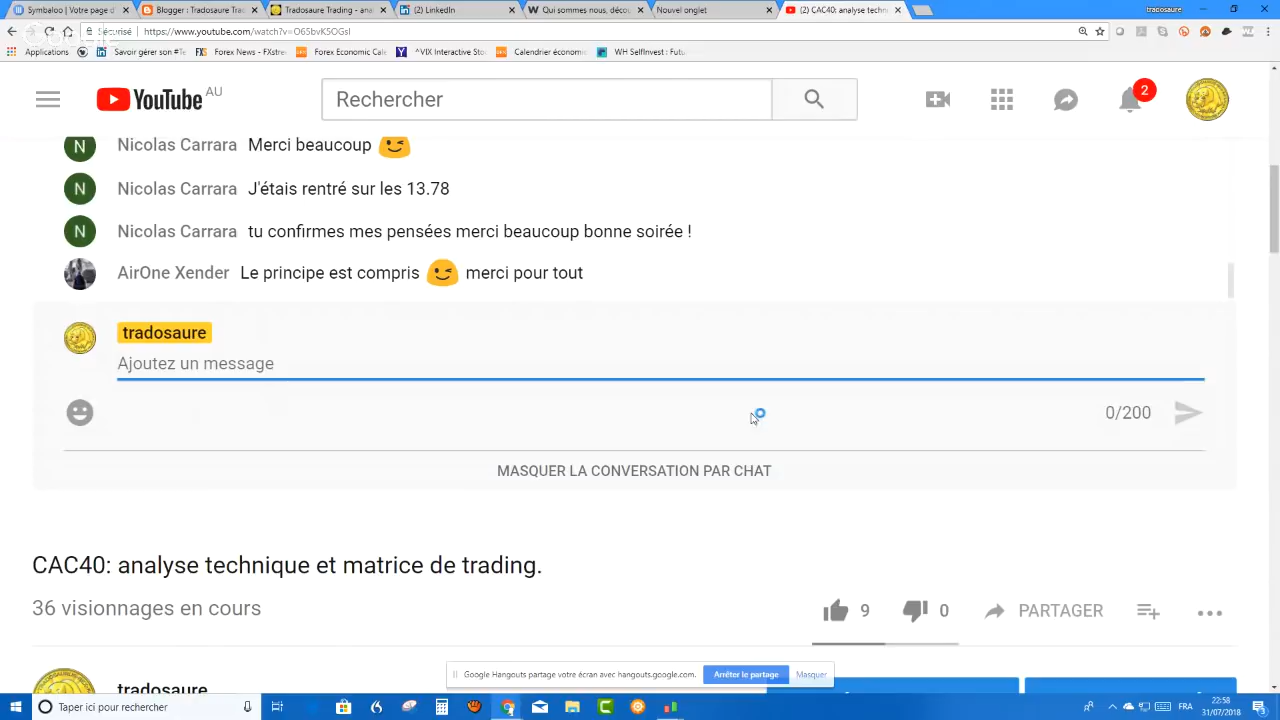 Symbaloo | Votre page d
Blogger : Tradosaure Tra
Tradosaure Trading - ana
(2) LinkedIn
Qui sommes nous, décou
Nouvel onglet
(2) CAC40: analyse techn
tradosaure
Sécurisé
https://www.youtube.com/watch?v=O65bvK5OGsI
Applications
Savoir gérer son #Te
Forex News - FXstre
Forex Economic Cale
^VIX Interactive Stoc
Calendrier économic
WH SelfInvest : Futu
YouTube AU
Rechercher
2
N Nicolas Carrara Merci beaucoup
N Nicolas Carrara J'étais rentré sur les 13.78
N Nicolas Carrara tu confirmes mes pensées merci beaucoup bonne soirée !
AirOne Xender Le principe est compris merci pour tout
tradosaure
Ajoutez un message
0/200
MASQUER LA CONVERSATION PAR CHAT
CAC40: analyse technique et matrice de trading.
36 visionnages en cours
9
0
PARTAGER
Google Hangouts partage votre écran avec hangouts.google.com.
Arrêter le partage
Masquer
tradosaure
Taper ici pour rechercher
FRA
22:58
31/07/2018
3